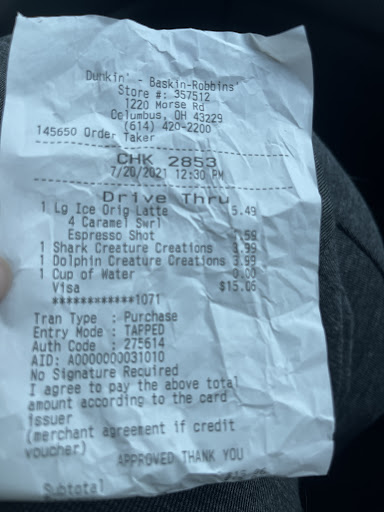 Dunkin' - Baskin-Robbins'
Store #: 357512
1220 Morse Rd
Columbus, OH 43229
(614) 420-2200
145650 Order Taker
CHK 2853
7/20/2021 12:30 PM
Drive Thru
1 Lg Ice Orig Latte 5.49
4 Caramel Swrl
Espresso Shot 1.59
1 Shark Creature Creations 3.99
1 Dolphin Creature Creations 3.99
1 Cup of Water 0.00
Visa $15.06
************1071
Tran Type : Purchase
Entry Mode : TAPPED
Auth Code : 275614
AID: A0000000031010
No Signature Required
I agree to pay the above total
amount according to the card
issuer
(merchant agreement if credit
voucher)
APPROVED THANK YOU
Subtotal